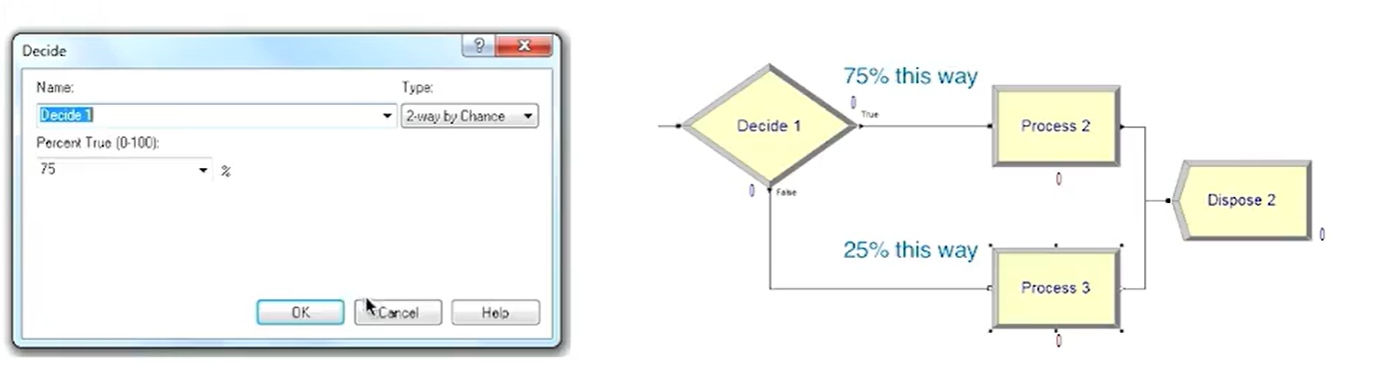 Decide
?
X
Name:
Type:
Decide 1
2-way by Chance
Percent True (0-100):
75
%
OK
Cancel
Help
75% this way
0
True
Decide 1
Process 2
0
0
False
Dispose 2
0
25% this way
Process 3
0